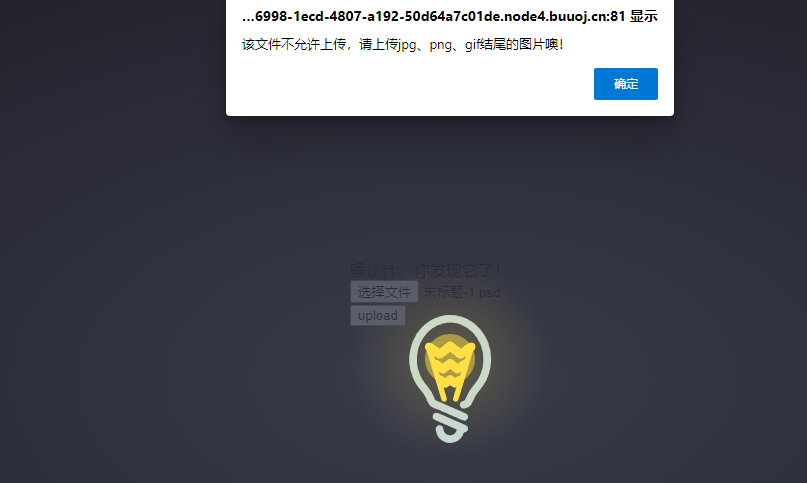 ...6998-1ecd-4807-a192-50d64a7c01de.node4.buuoj.cn:81 显示
该文件不允许上传，请上传jpg、png、gif结尾的图片噢！
确定
嘿伙计，你发现它了！
选择文件 未标题-1.psd
upload